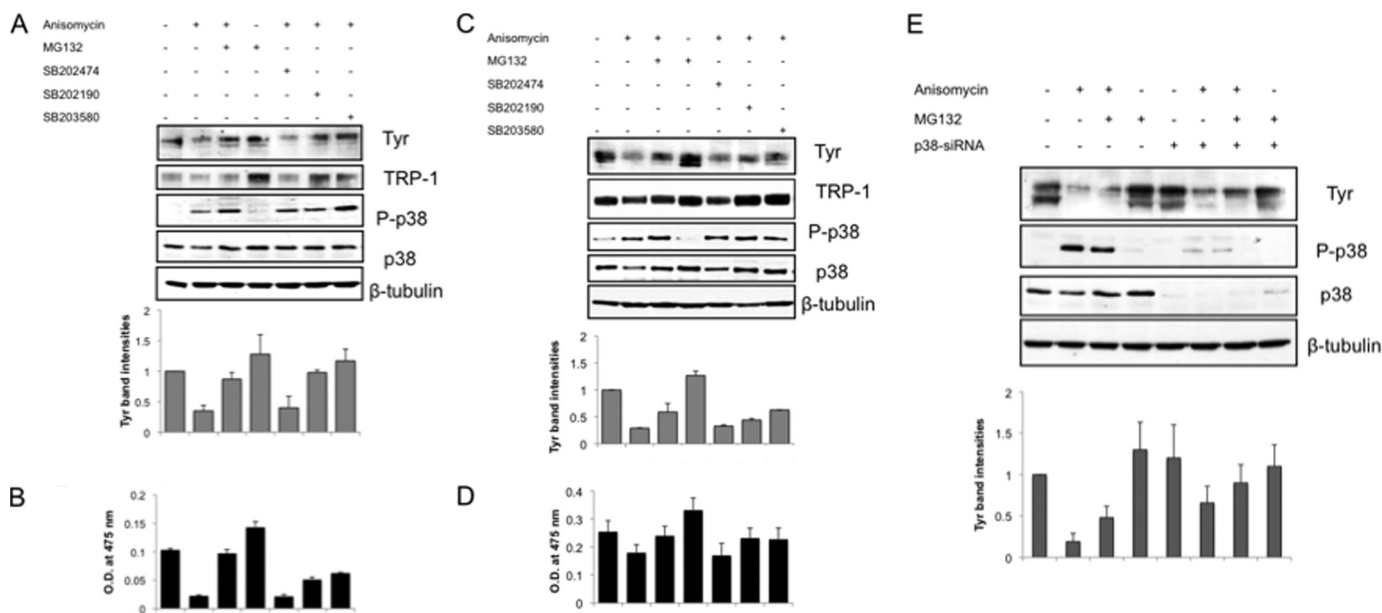 A
Anisomycin - + + - + + +
MG132 - - + + - - -
SB202474 - - - - + - -
SB202190 - - - - - + -
SB203580 - - - - - - +
Tyr
TRP-1
P-p38
p38
β-tubulin
Tyr band intensities
2
1.5
1
0.5
0
B
O.D. at 475 nm
0.2
0.15
0.1
0.05
0
C
Anisomycin - + + - + + +
MG132 - - + + - - -
SB202474 - - - - + - -
SB202190 - - - - - + -
SB203580 - - - - - - +
Tyr
TRP-1
P-p38
p38
β-tubulin
Tyr band intensities
2
1.5
1
0.5
0
D
O.D. at 475 nm
0.4
0.3
0.2
0.1
0
E
Anisomycin - + + - - + + -
MG132 - - + + - - + +
p38-siRNA - - - - + + + +
Tyr
P-p38
p38
β-tubulin
Tyr band intensities
2
1.5
1
0.5
0